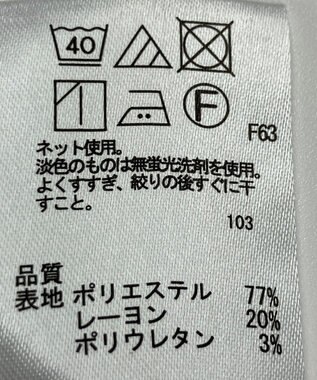 40
F
F63
ネット使用。
淡色のものは無蛍光洗剤を使用。
よくすすぎ、絞りの後すぐに干
すこと。
103
品質
表地 ポリエステル 77%
レーヨン 20%
ポリウレタン 3%